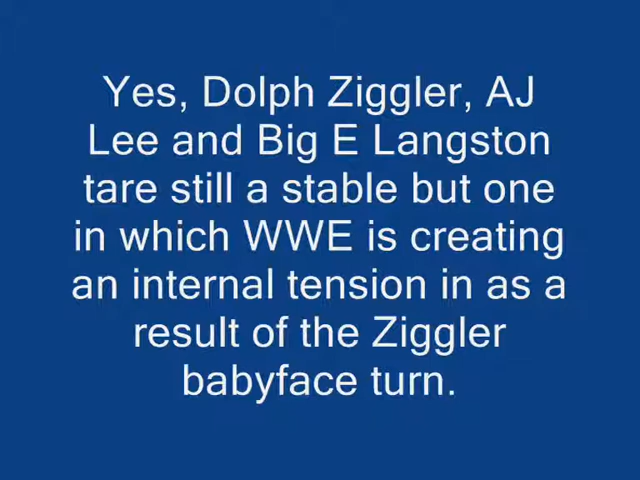 Yes, Dolph Ziggler, AJ
Lee and Big E Langston
tare still a stable but one
in which WWE is creating
an internal tension in as a
result of the Ziggler
babyface turn.